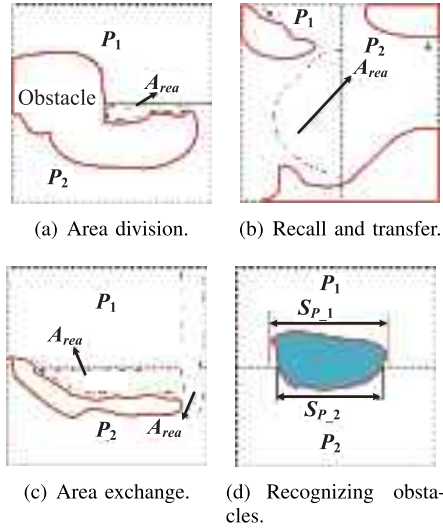 P1
Area
Obstacle
P2
(a) Area division.
P1
P2
Area
(b) Recall and transfer.
P1
Area
P2
Area
(c) Area exchange.
P1
SP_1
SP_2
P2
(d) Recognizing obsta-
cles.